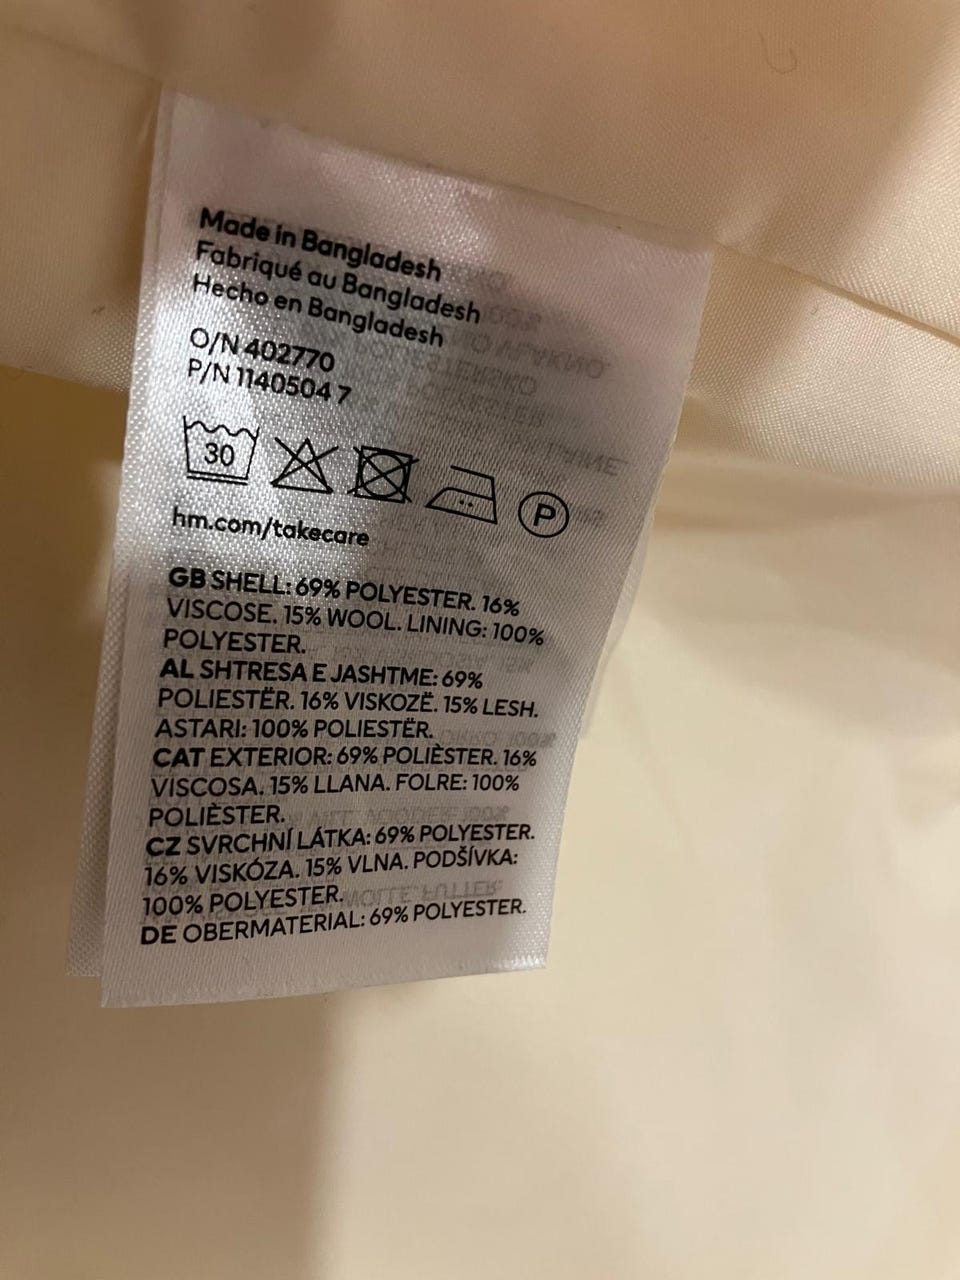 Made in Bangladesh
Fabriqué au Bangladesh
Hecho en Bangladesh
O/N 402770
P/N 1140504 7
30
P
hm.com/takecare
GB SHELL: 69% POLYESTER. 16%
VISCOSE. 15% WOOL. LINING: 100%
POLYESTER.
AL SHTRESA E JASHTME: 69%
POLIESTËR. 16% VISKOZË. 15% LESH.
ASTARI: 100% POLIESTËR.
CAT EXTERIOR: 69% POLIÈSTER. 16%
VISCOSA. 15% LLANA. FOLRE: 100%
POLIÈSTER.
CZ SVRCHNÍ LÁTKA: 69% POLYESTER.
16% VISKÓZA. 15% VLNA. PODŠÍVKA:
100% POLYESTER.
DE OBERMATERIAL: 69% POLYESTER.